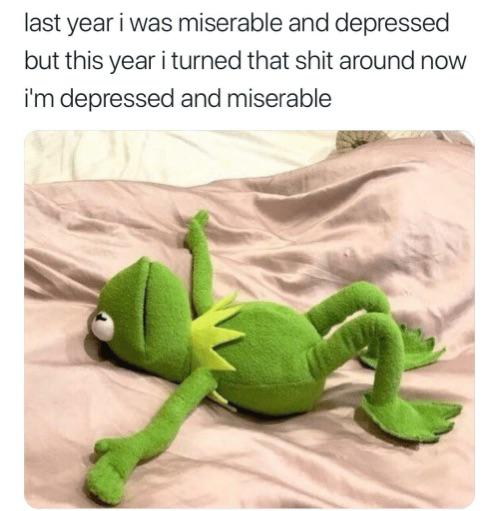 last year i was miserable and depressed
but this year i turned that shit around now
i'm depressed and miserable